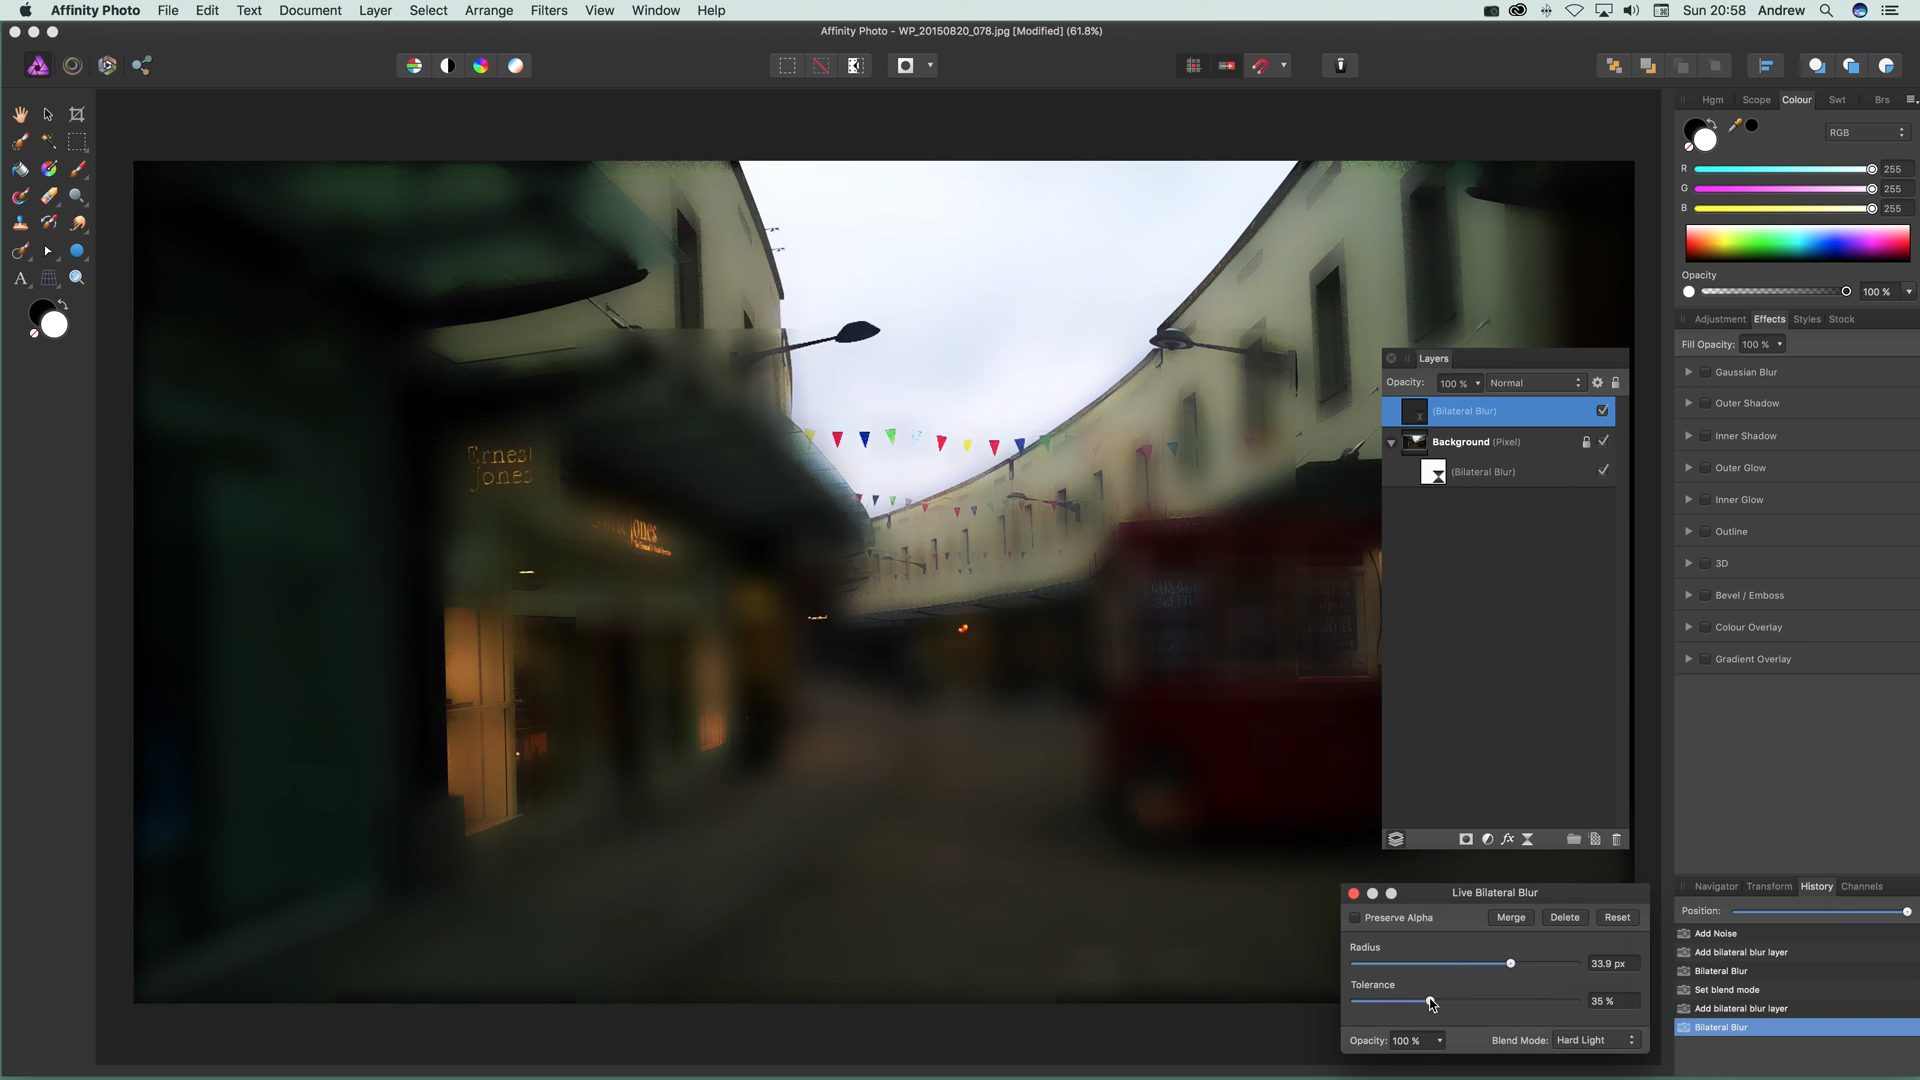 Affinity Photo File Edit Text Document Layer Select Arrange Filters View Window Help
Sun 20:58 Andrew
Affinity Photo - WP_20150820_078.jpg [Modified] (61.8%)
Hgm Scope Colour Swt Brs
RGB
R 255
G 255
B 255
Opacity
100 %
Adjustment Effects Styles Stock
Fill Opacity: 100 %
Gaussian Blur
Outer Shadow
Inner Shadow
Outer Glow
Inner Glow
Outline
3D
Bevel / Emboss
Colour Overlay
Gradient Overlay
Layers
Opacity: 100 % Normal
(Bilateral Blur)
Background (Pixel)
(Bilateral Blur)
Ernest
Jones
Navigator Transform History Channels
Position:
Add Noise
Add bilateral blur layer
Bilateral Blur
Set blend mode
Add bilateral blur layer
Bilateral Blur
Live Bilateral Blur
Preserve Alpha Merge Delete Reset
Radius
33.9 px
Tolerance
35 %
Opacity: 100 % Blend Mode: Hard Light
A